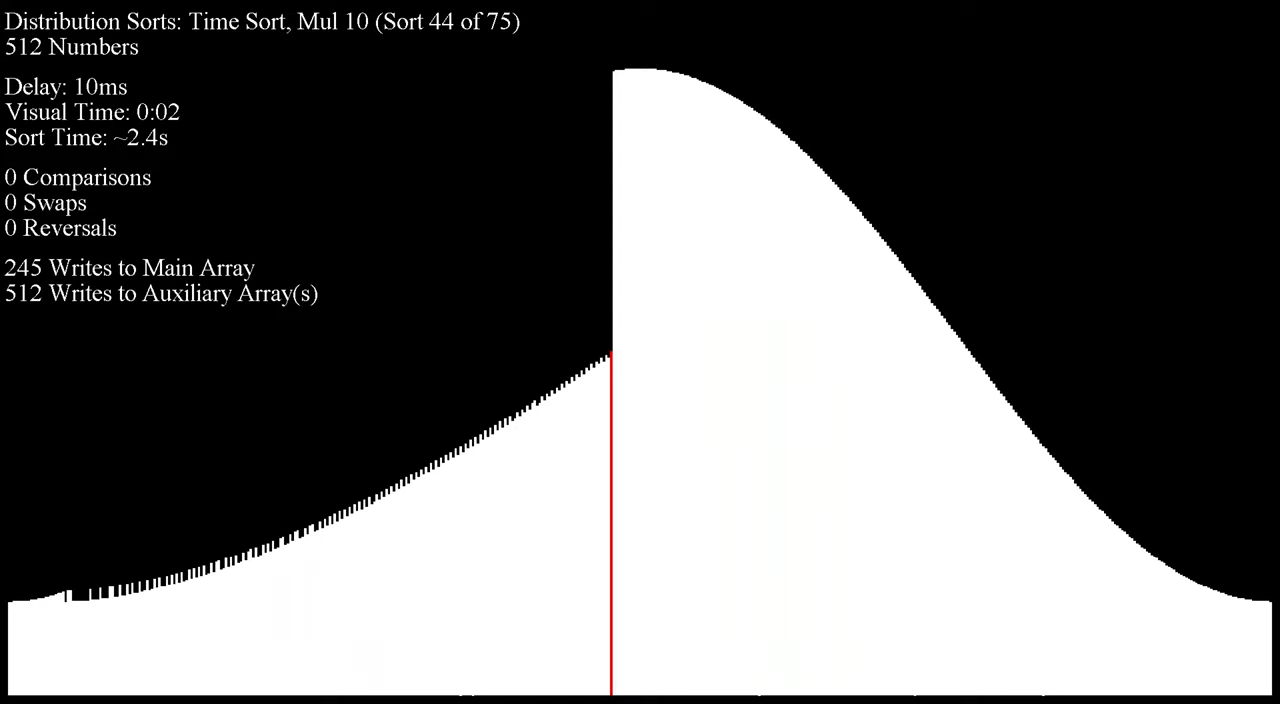 Distribution Sorts: Time Sort, Mul 10 (Sort 44 of 75)
512 Numbers
Delay: 10ms
Visual Time: 0:02
Sort Time: ~2.4s
0 Comparisons
0 Swaps
0 Reversals
245 Writes to Main Array
512 Writes to Auxiliary Array(s)